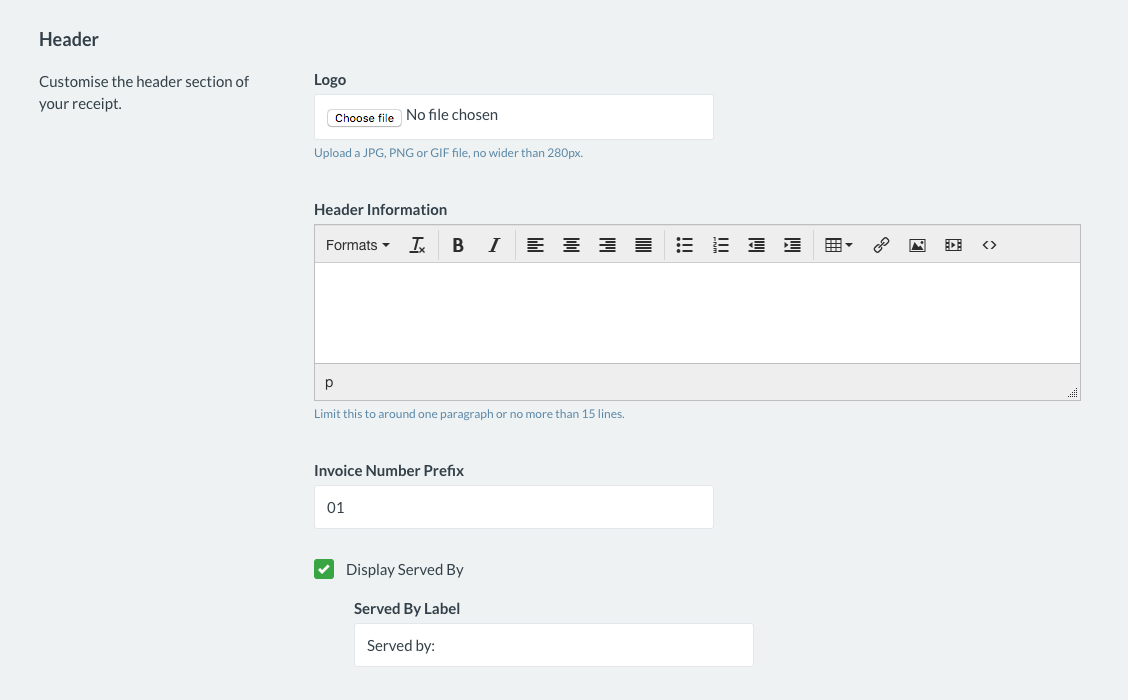 Header
Customise the header section of
your receipt.
Logo
Choose file No file chosen
Upload a JPG, PNG or GIF file, no wider than 280px.
Header Information
Formats
p
Limit this to around one paragraph or no more than 15 lines.
Invoice Number Prefix
01
Display Served By
Served By Label
Served by: